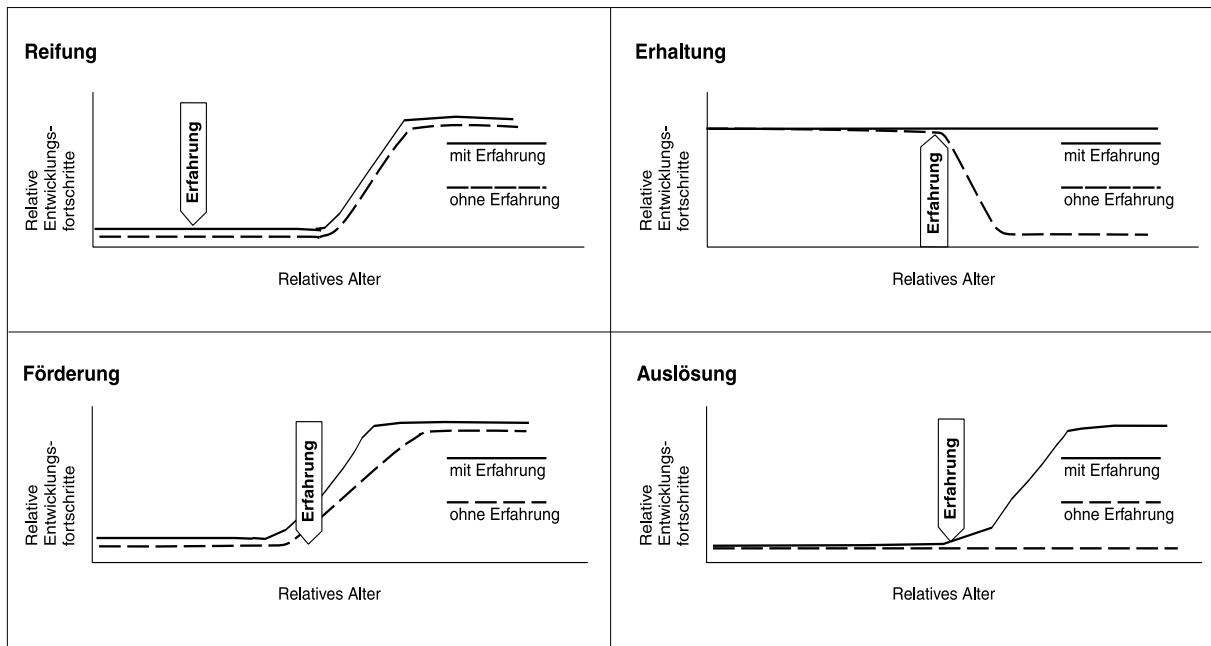 Reifung
Relative
Entwicklungs-
fortschritte
Erfahrung
mit Erfahrung
ohne Erfahrung
Relatives Alter
Erhaltung
Relative
Entwicklungs-
fortschritte
Erfahrung
mit Erfahrung
ohne Erfahrung
Relatives Alter
Förderung
Relative
Entwicklungs-
fortschritte
Erfahrung
mit Erfahrung
ohne Erfahrung
Relatives Alter
Auslösung
Relative
Entwicklungs-
fortschritte
Erfahrung
mit Erfahrung
ohne Erfahrung
Relatives Alter